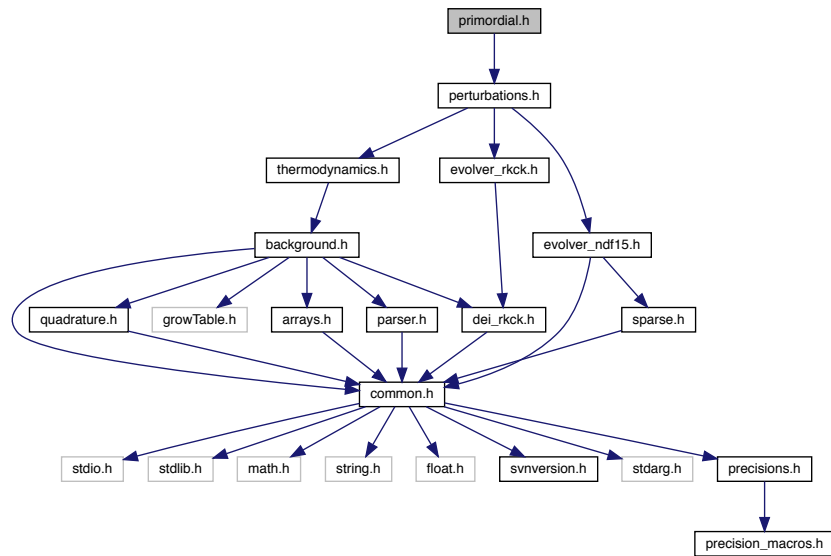 primordial.h
perturbations.h
thermodynamics.h
evolver_rkck.h
background.h
evolver_ndf15.h
quadrature.h
growTable.h
arrays.h
parser.h
dei_rkck.h
sparse.h
common.h
stdio.h
stdlib.h
math.h
string.h
float.h
svnversion.h
stdarg.h
precisions.h
precision_macros.h